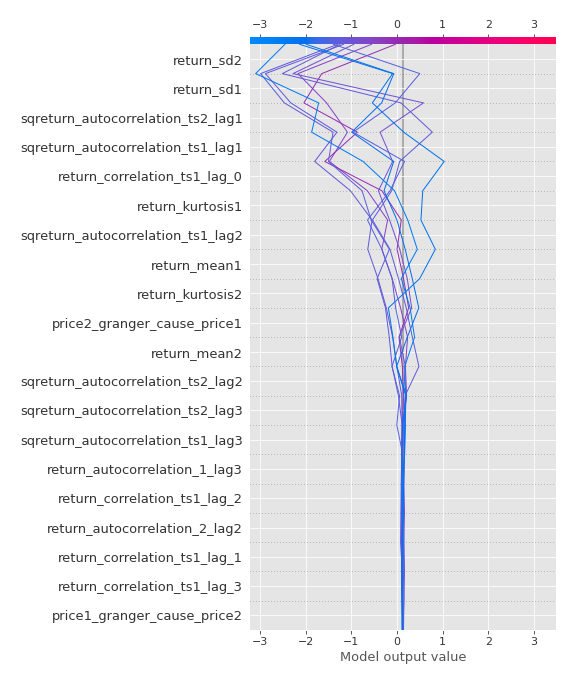 −3 −2 −1 0 1 2 3
return_sd2
return_sd1
sqreturn_autocorrelation_ts2_lag1
sqreturn_autocorrelation_ts1_lag1
return_correlation_ts1_lag_0
return_kurtosis1
sqreturn_autocorrelation_ts1_lag2
return_mean1
return_kurtosis2
price2_granger_cause_price1
return_mean2
sqreturn_autocorrelation_ts2_lag2
sqreturn_autocorrelation_ts2_lag3
sqreturn_autocorrelation_ts1_lag3
return_autocorrelation_1_lag3
return_correlation_ts1_lag_2
return_autocorrelation_2_lag2
return_correlation_ts1_lag_1
return_correlation_ts1_lag_3
price1_granger_cause_price2
−3 −2 −1 0 1 2 3
Model output value